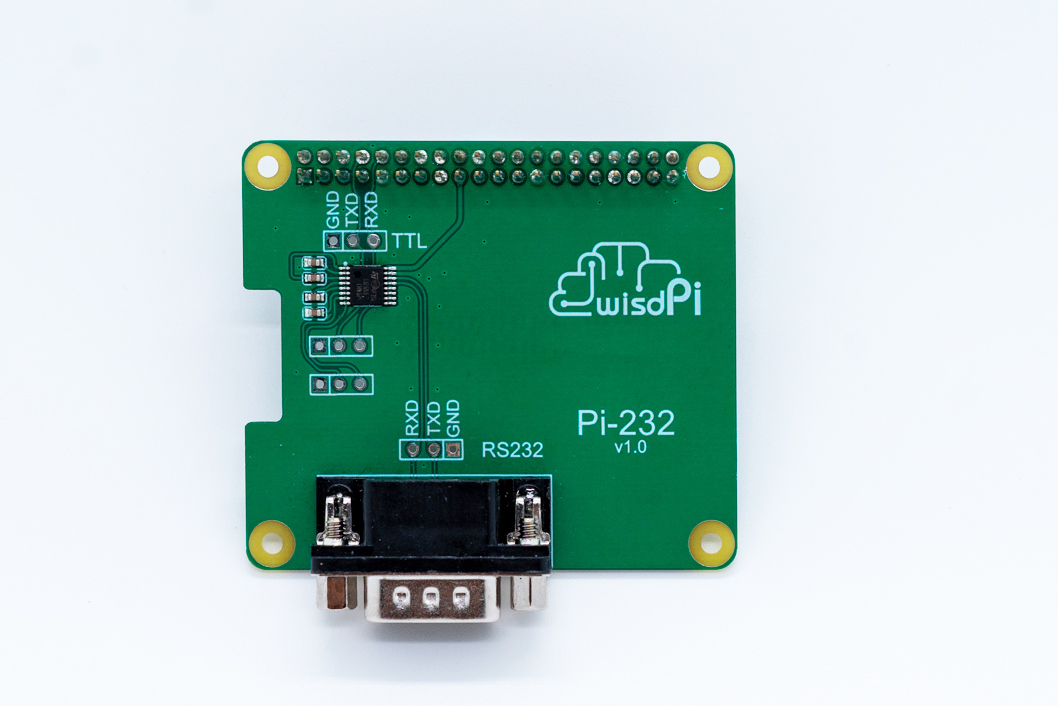 GND
TXD
RXD
TTL
wisdPi
Pi-232
v1.0
RXD
TXD
GND
RS232